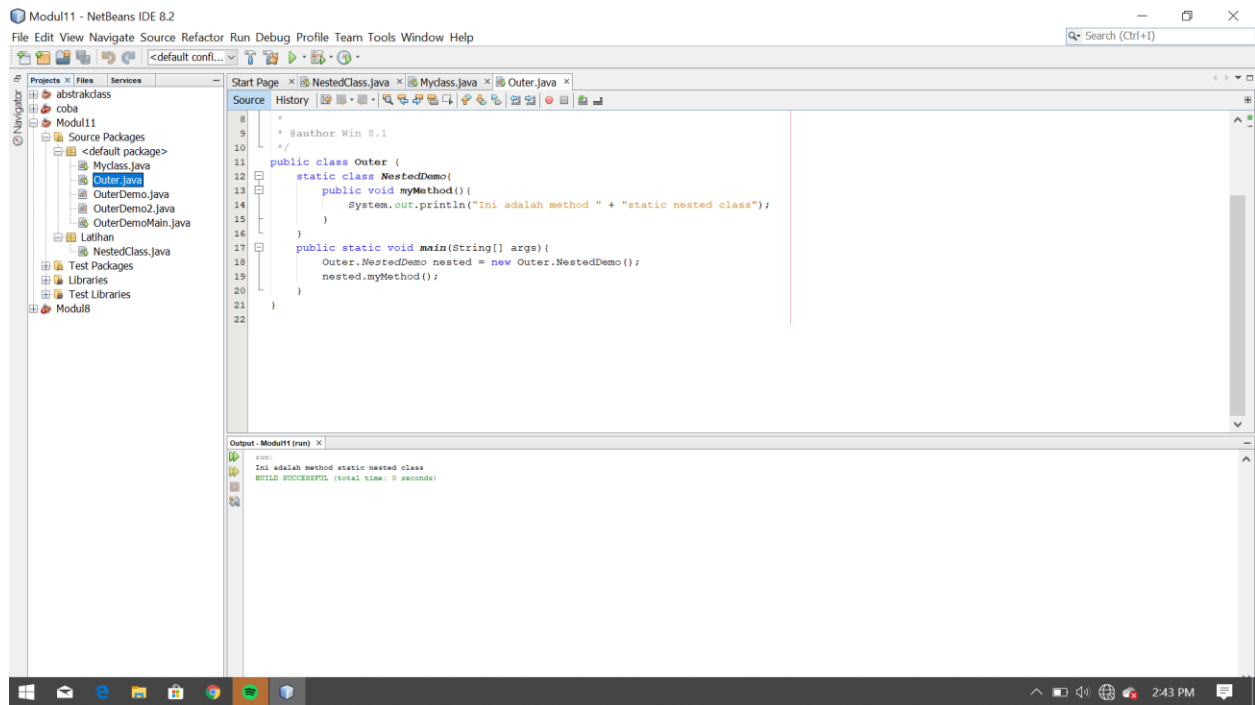 Modul11 - NetBeans IDE 8.2
File Edit View Navigate Source Refactor Run Debug Profile Team Tools Window Help
Search (Ctrl+I)
<default confi...
Projects Files Services
Navigator
abstrakclass
coba
Modul11
Source Packages
<default package>
Myclass.java
Outer.java
OuterDemo.java
OuterDemo2.java
OuterDemoMain.java
Latihan
NestedClass.java
Test Packages
Libraries
Test Libraries
Modul8
Start Page NestedClass.java Myclass.java Outer.java
Source History
8 *
9 * @author Win 8.1
10 */
11 public class Outer {
12 static class NestedDemo{
13 public void myMethod(){
14 System.out.println("Ini adalah method " + "static nested class");
15 }
16 }
17 public static void main(String[] args){
18 Outer.NestedDemo nested = new Outer.NestedDemo();
19 nested.myMethod();
20 }
21 }
22
Output - Modul11 (run)
run:
Ini adalah method static nested class
BUILD SUCCESSFUL (total time: 0 seconds)
2:43 PM